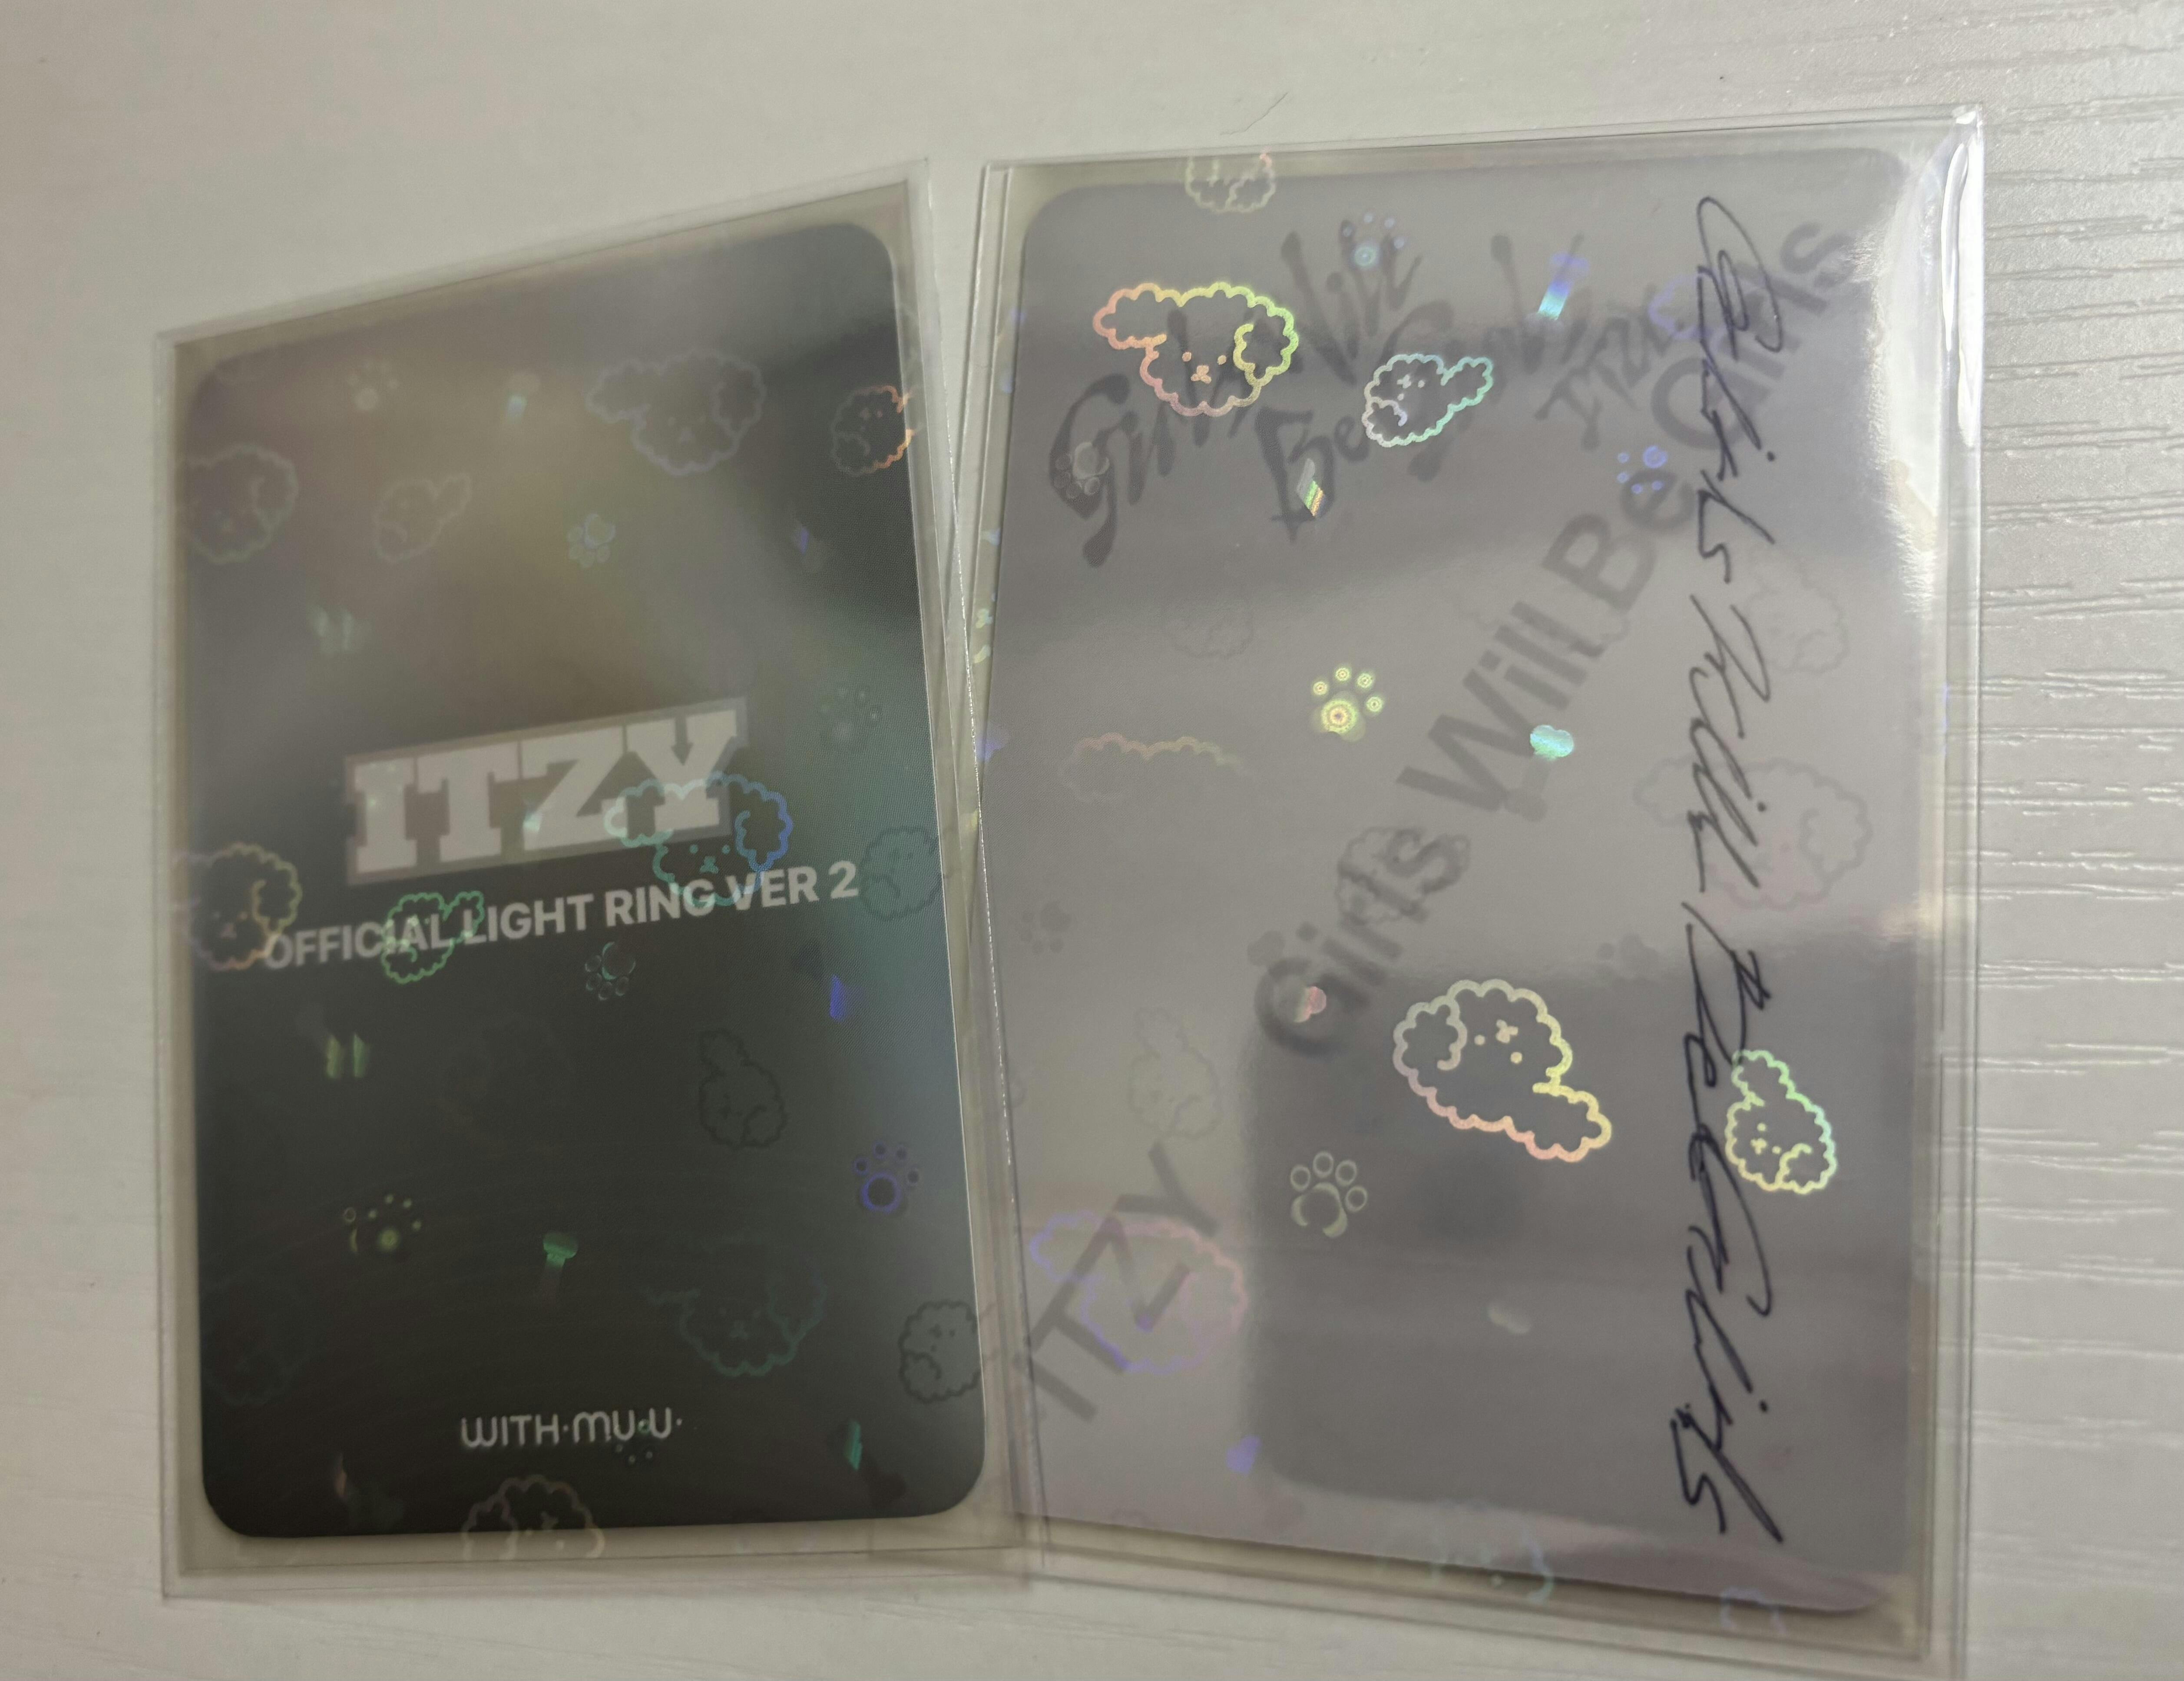 ITZY
OFFICIAL LIGHT RING VER 2
WITH·MUU·
Girls Will
Be Girls
ITZY
Girls Will Be Girls
Girls Will Be Girls